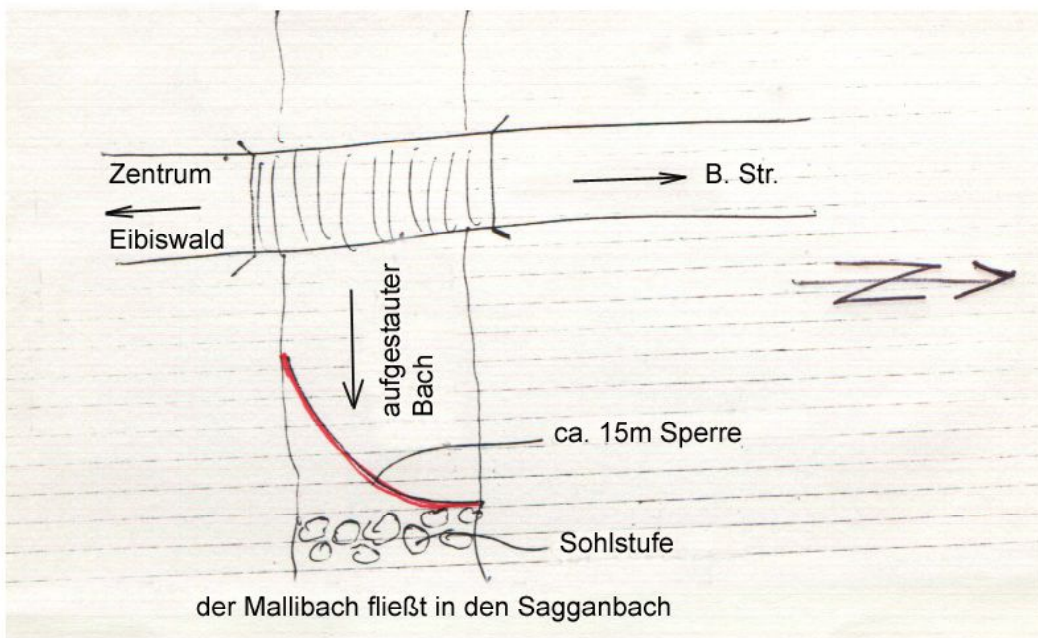 Zentrum
Eibiswald
B. Str.
aufgestauter
Bach
ca. 15m Sperre
Sohlstufe
der Mallibach fließt in den Sagganbach